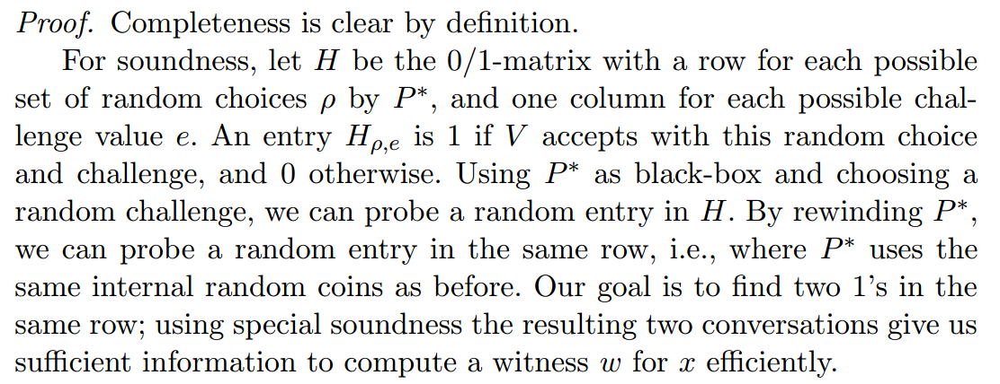 Proof. Completeness is clear by definition.
For soundness, let H be the 0/1-matrix with a row for each possible
set of random choices ρ by P*, and one column for each possible chal-
lenge value e. An entry Hρ,e is 1 if V accepts with this random choice
and challenge, and 0 otherwise. Using P* as black-box and choosing a
random challenge, we can probe a random entry in H. By rewinding P*,
we can probe a random entry in the same row, i.e., where P* uses the
same internal random coins as before. Our goal is to find two 1's in the
same row; using special soundness the resulting two conversations give us
sufficient information to compute a witness w for x efficiently.